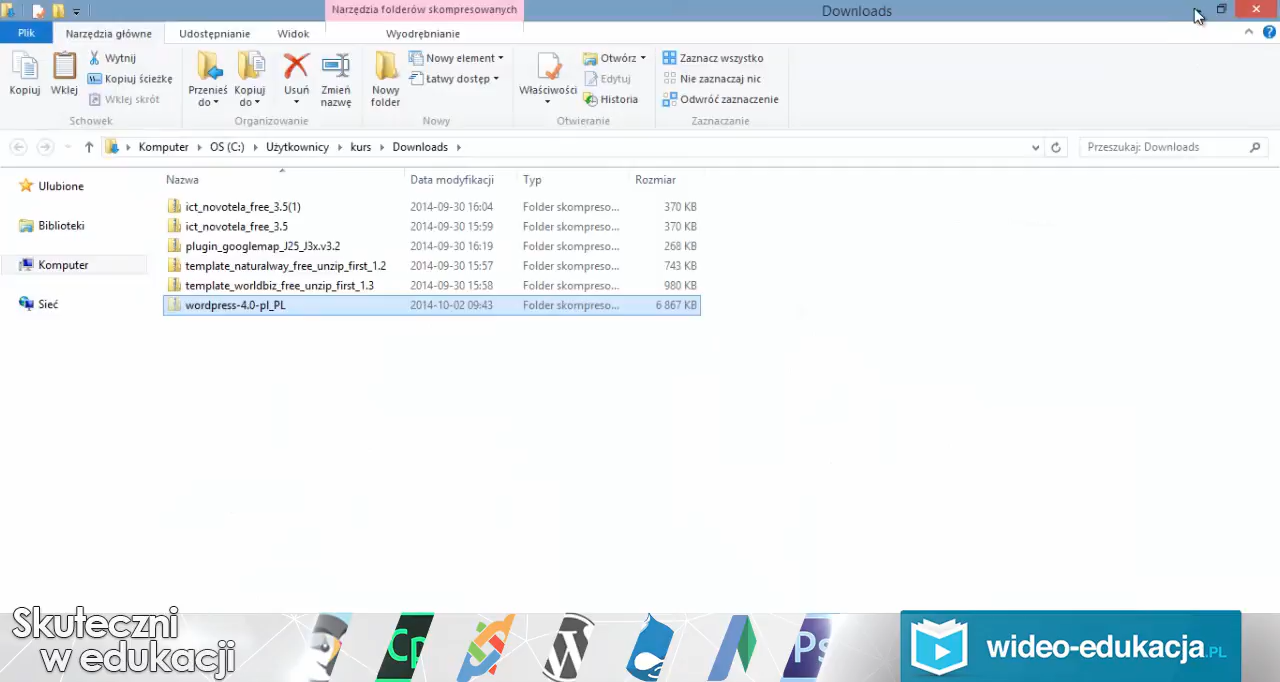 Narzędzia folderów skompresowanych
Downloads
Plik
Narzędzia główne
Udostępnianie
Widok
Wyodrębnianie
Kopiuj
Wklej
Wytnij
Kopiuj ścieżkę
Wklej skrót
Schowek
Przenieś do
Kopiuj do
Usuń
Zmień nazwę
Organizowanie
Nowy folder
Nowy element
Łatwy dostęp
Nowy
Właściwości
Otwórz
Edytuj
Historia
Otwieranie
Zaznacz wszystko
Nie zaznaczaj nic
Odwróć zaznaczenie
Zaznaczanie
Komputer OS (C:) Użytkownicy kurs Downloads
Przeszukaj: Downloads
Ulubione
Biblioteki
Komputer
Sieć
Nazwa Data modyfikacji Typ Rozmiar
ict_novotela_free_3.5(1) 2014-09-30 16:04 Folder skompreso... 370 KB
ict_novotela_free_3.5 2014-09-30 15:59 Folder skompreso... 370 KB
plugin_googlemap_J25_J3x.v3.2 2014-09-30 16:19 Folder skompreso... 268 KB
template_naturalway_free_unzip_first_1.2 2014-09-30 15:57 Folder skompreso... 743 KB
template_worldbiz_free_unzip_first_1.3 2014-09-30 15:58 Folder skompreso... 980 KB
wordpress-4.0-pl_PL 2014-10-02 09:43 Folder skompreso... 6 867 KB
Skuteczni
w edukacji
Cp
Ps
wideo-edukacja.PL